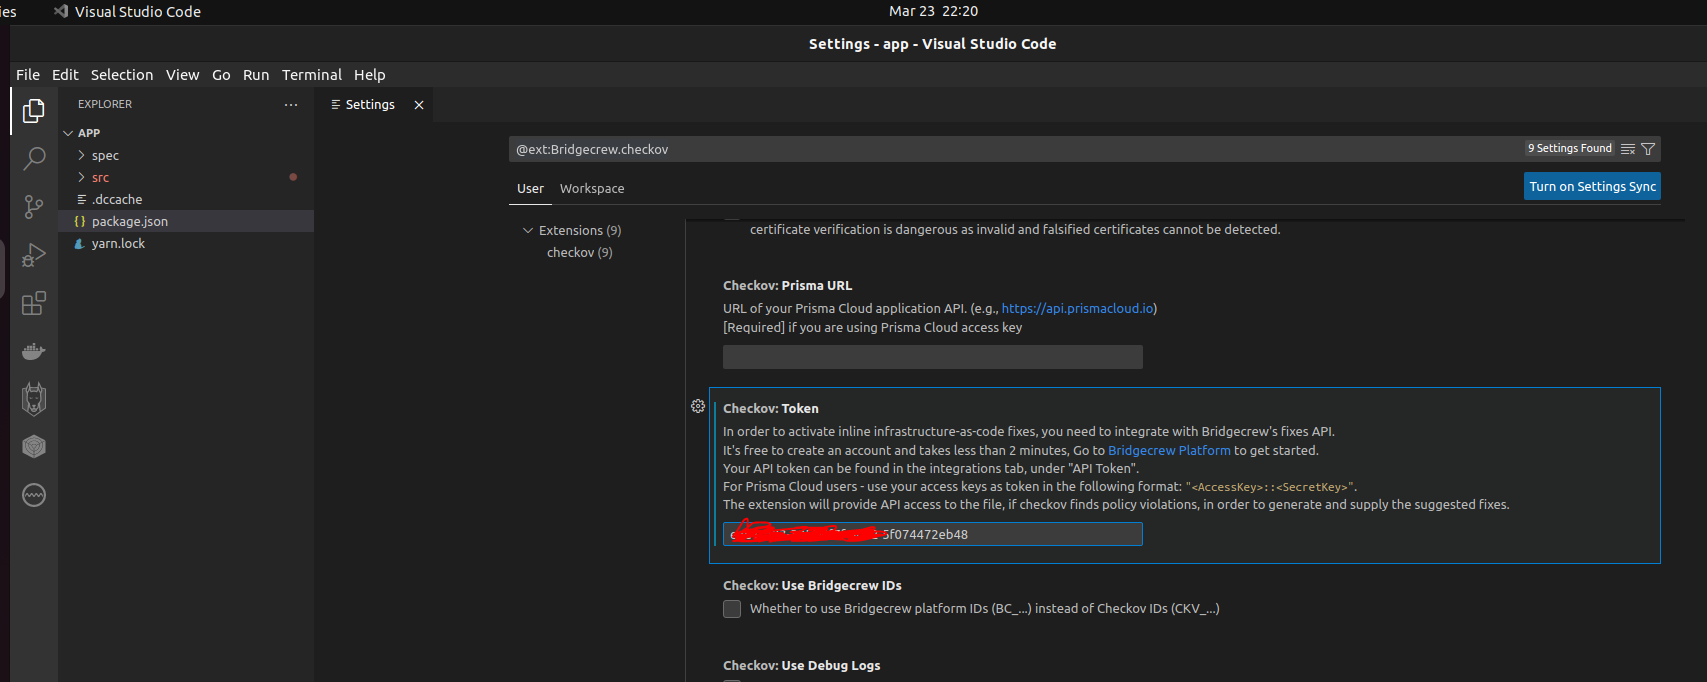 ies
Visual Studio Code
Mar 23 22:20
Settings - app - Visual Studio Code
File Edit Selection View Go Run Terminal Help
EXPLORER
···
Settings
APP
spec
src
.dccache
{} package.json
yarn.lock
@ext:Bridgecrew.checkov
9 Settings Found
User Workspace
Turn on Settings Sync
Extensions (9)
checkov (9)
certificate verification is dangerous as invalid and falsified certificates cannot be detected.
Checkov: Prisma URL
URL of your Prisma Cloud application API. (e.g., https://api.prismacloud.io)
[Required] if you are using Prisma Cloud access key
Checkov: Token
In order to activate inline infrastructure-as-code fixes, you need to integrate with Bridgecrew's fixes API.
It's free to create an account and takes less than 2 minutes, Go to Bridgecrew Platform to get started.
Your API token can be found in the integrations tab, under "API Token".
For Prisma Cloud users - use your access keys as token in the following format: "<AccessKey>::<SecretKey>".
The extension will provide API access to the file, if checkov finds policy violations, in order to generate and supply the suggested fixes.
5f074472eb48
Checkov: Use Bridgecrew IDs
Whether to use Bridgecrew platform IDs (BC_...) instead of Checkov IDs (CKV_...)
Checkov: Use Debug Logs